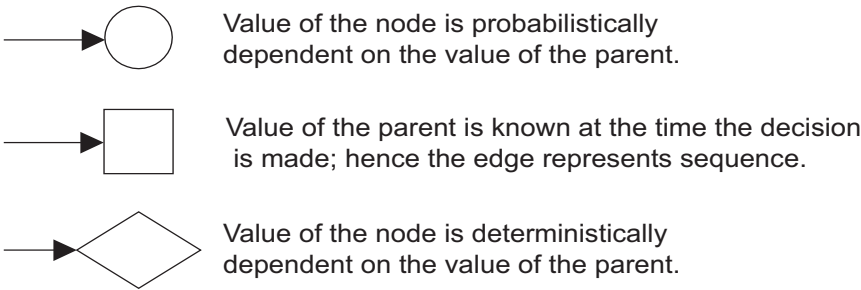 Value of the node is probabilistically
dependent on the value of the parent.
Value of the parent is known at the time the decision
is made; hence the edge represents sequence.
Value of the node is deterministically
dependent on the value of the parent.